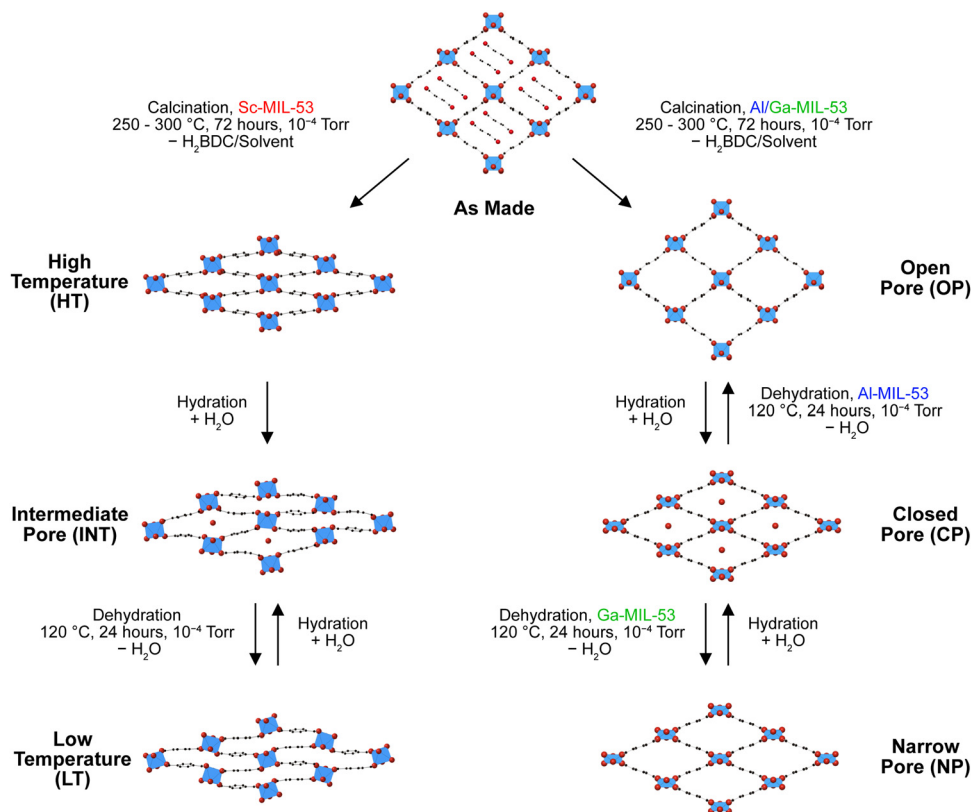 Calcination, Sc-MIL-53
250 - 300 °C, 72 hours, 10⁻⁴ Torr
− H₂BDC/Solvent
Calcination, Al/Ga-MIL-53
250 - 300 °C, 72 hours, 10⁻⁴ Torr
− H₂BDC/Solvent
As Made
High
Temperature
(HT)
Open
Pore (OP)
Hydration
+ H₂O
Hydration
+ H₂O
Dehydration, Al-MIL-53
120 °C, 24 hours, 10⁻⁴ Torr
− H₂O
Intermediate
Pore (INT)
Closed
Pore (CP)
Dehydration
120 °C, 24 hours, 10⁻⁴ Torr
− H₂O
Hydration
+ H₂O
Dehydration, Ga-MIL-53
120 °C, 24 hours, 10⁻⁴ Torr
− H₂O
Hydration
+ H₂O
Low
Temperature
(LT)
Narrow
Pore (NP)